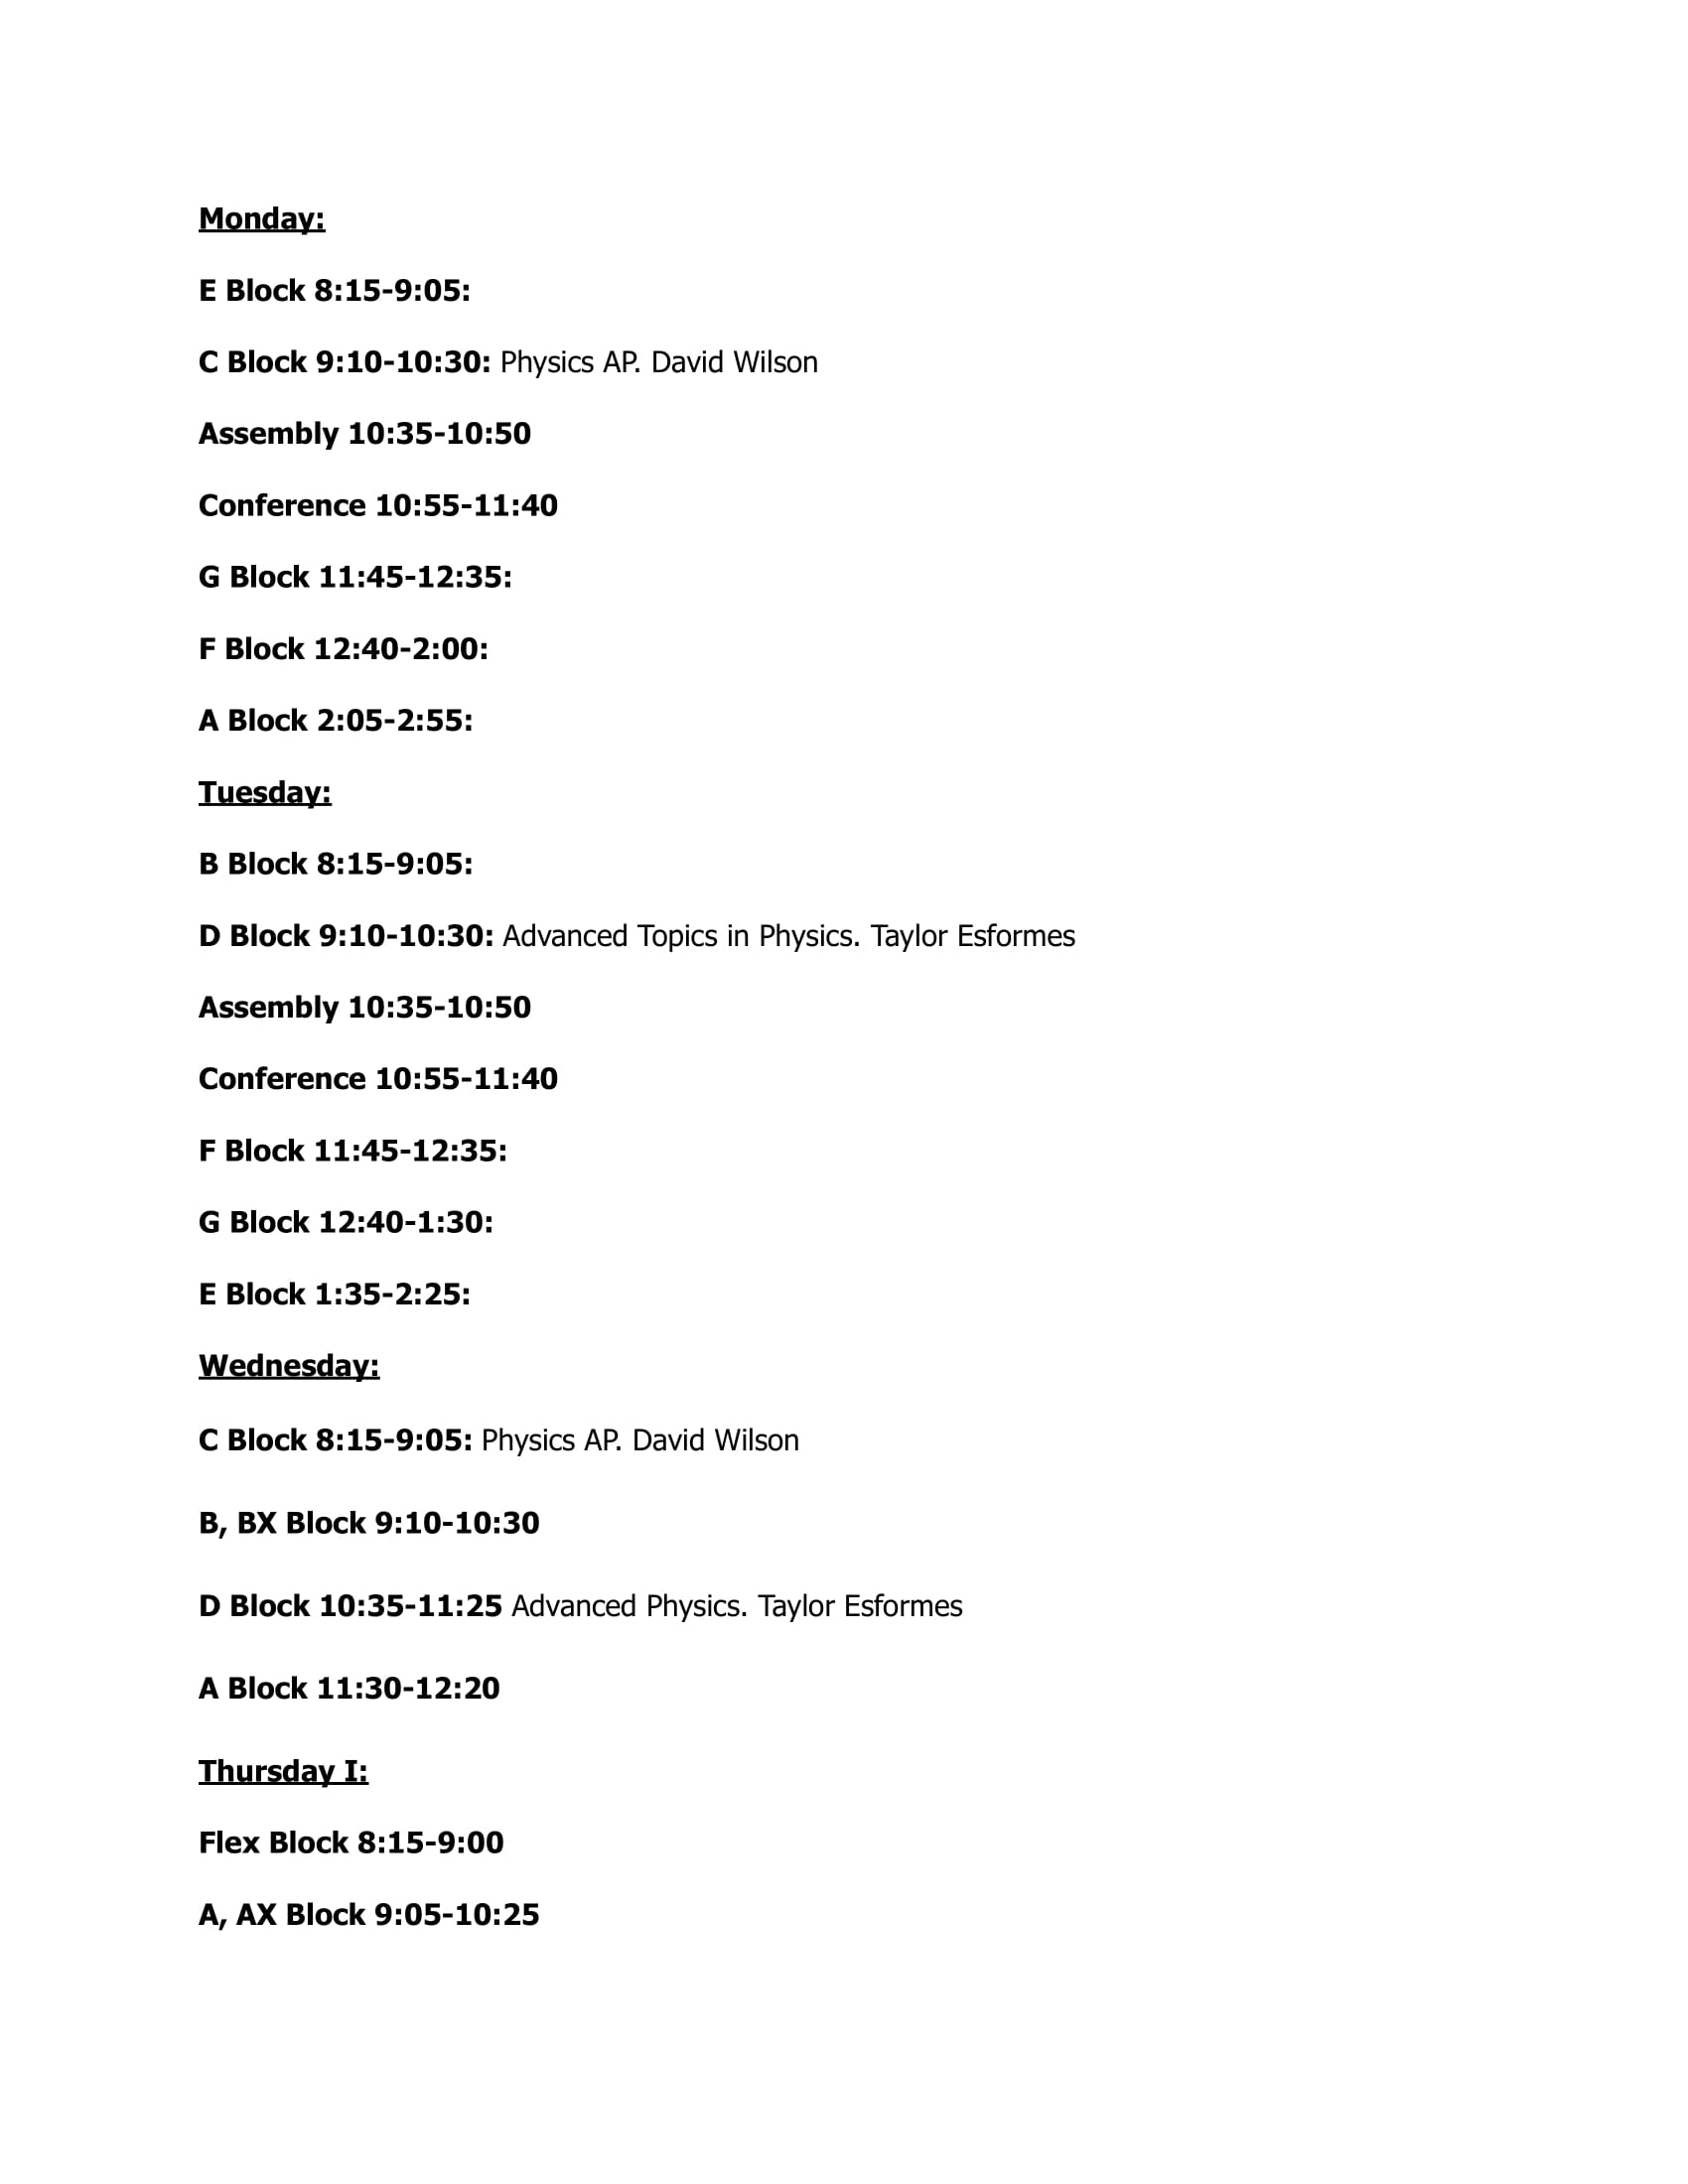 Monday:
E Block 8:15-9:05:
C Block 9:10-10:30: Physics AP. David Wilson
Assembly 10:35-10:50
Conference 10:55-11:40
G Block 11:45-12:35:
F Block 12:40-2:00:
A Block 2:05-2:55:
Tuesday:
B Block 8:15-9:05:
D Block 9:10-10:30: Advanced Topics in Physics. Taylor Esformes
Assembly 10:35-10:50
Conference 10:55-11:40
F Block 11:45-12:35:
G Block 12:40-1:30:
E Block 1:35-2:25:
Wednesday:
C Block 8:15-9:05: Physics AP. David Wilson
B, BX Block 9:10-10:30
D Block 10:35-11:25 Advanced Physics. Taylor Esformes
A Block 11:30-12:20
Thursday I:
Flex Block 8:15-9:00
A, AX Block 9:05-10:25